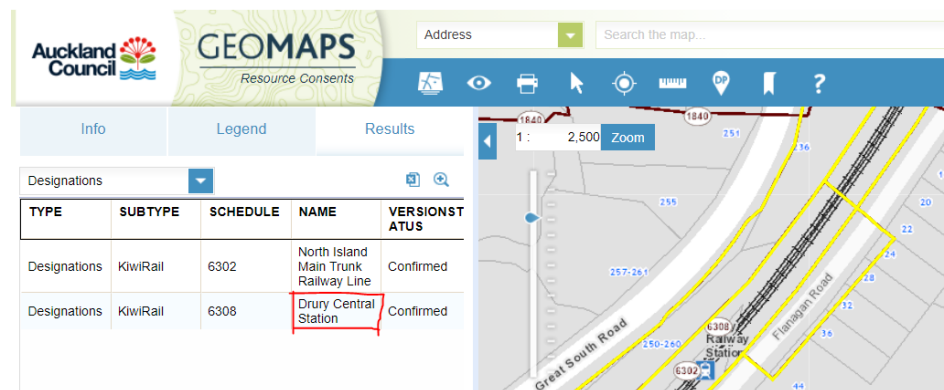 Auckland
Council
GEOMAPS
Resource Consents
Address
Search the map...
DP
?
Info
Legend
Results
Designations
TYPE
SUBTYPE
SCHEDULE
NAME
VERSIONST
ATUS
Designations
KiwiRail
6302
North Island
Main Trunk
Railway Line
Confirmed
Designations
KiwiRail
6308
Drury Central
Station
Confirmed
1 :
2,500
Zoom
1840
1840
251
36
255
20
22
257-261
24
28
Flanagan Road
32
36
Great South Road
250-260
6308
Railway
Station
6302
44